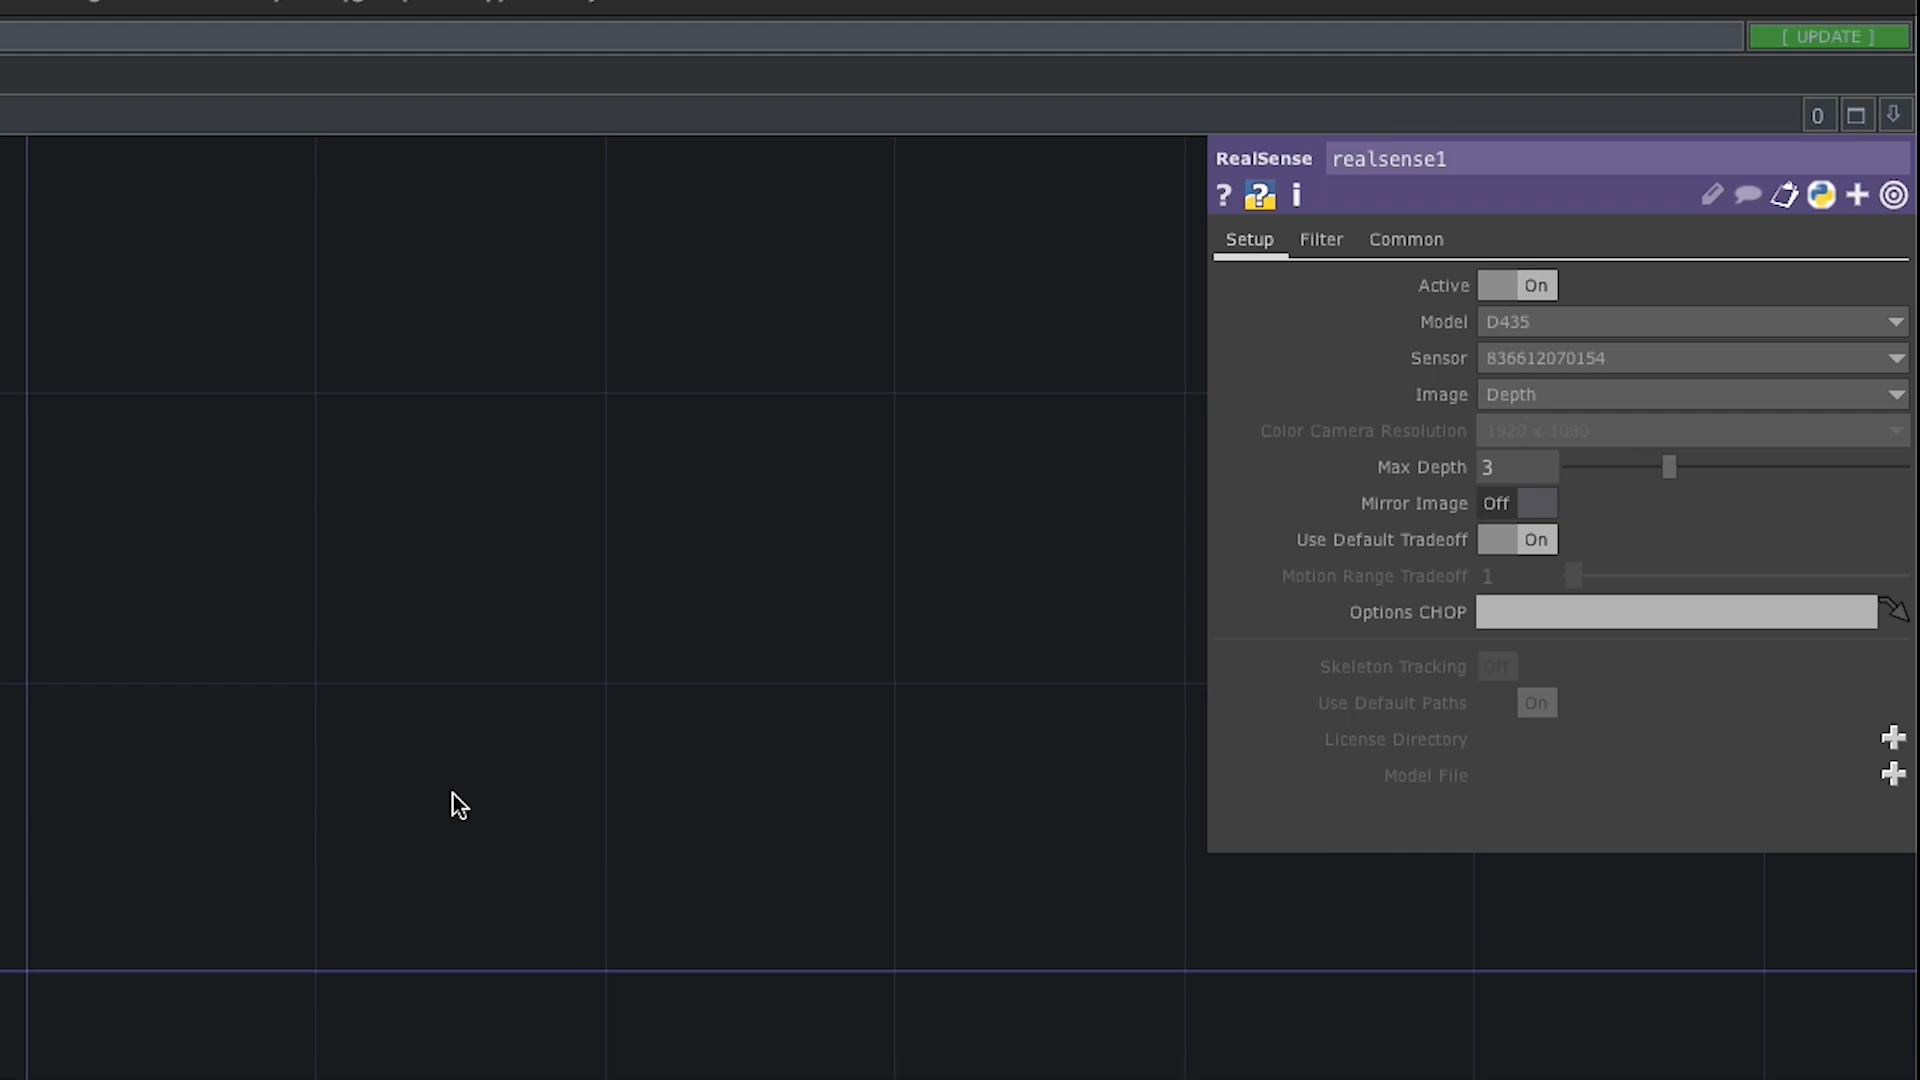 [ UPDATE ]
0
RealSense realsense1
? ? i
Setup Filter Common
Active On
Model D435
Sensor 836612070154
Image Depth
Color Camera Resolution 1920 x 1080
Max Depth 3
Mirror Image Off
Use Default Tradeoff On
Motion Range Tradeoff 1
Options CHOP
Skeleton Tracking Off
Use Default Paths On
License Directory
Model File